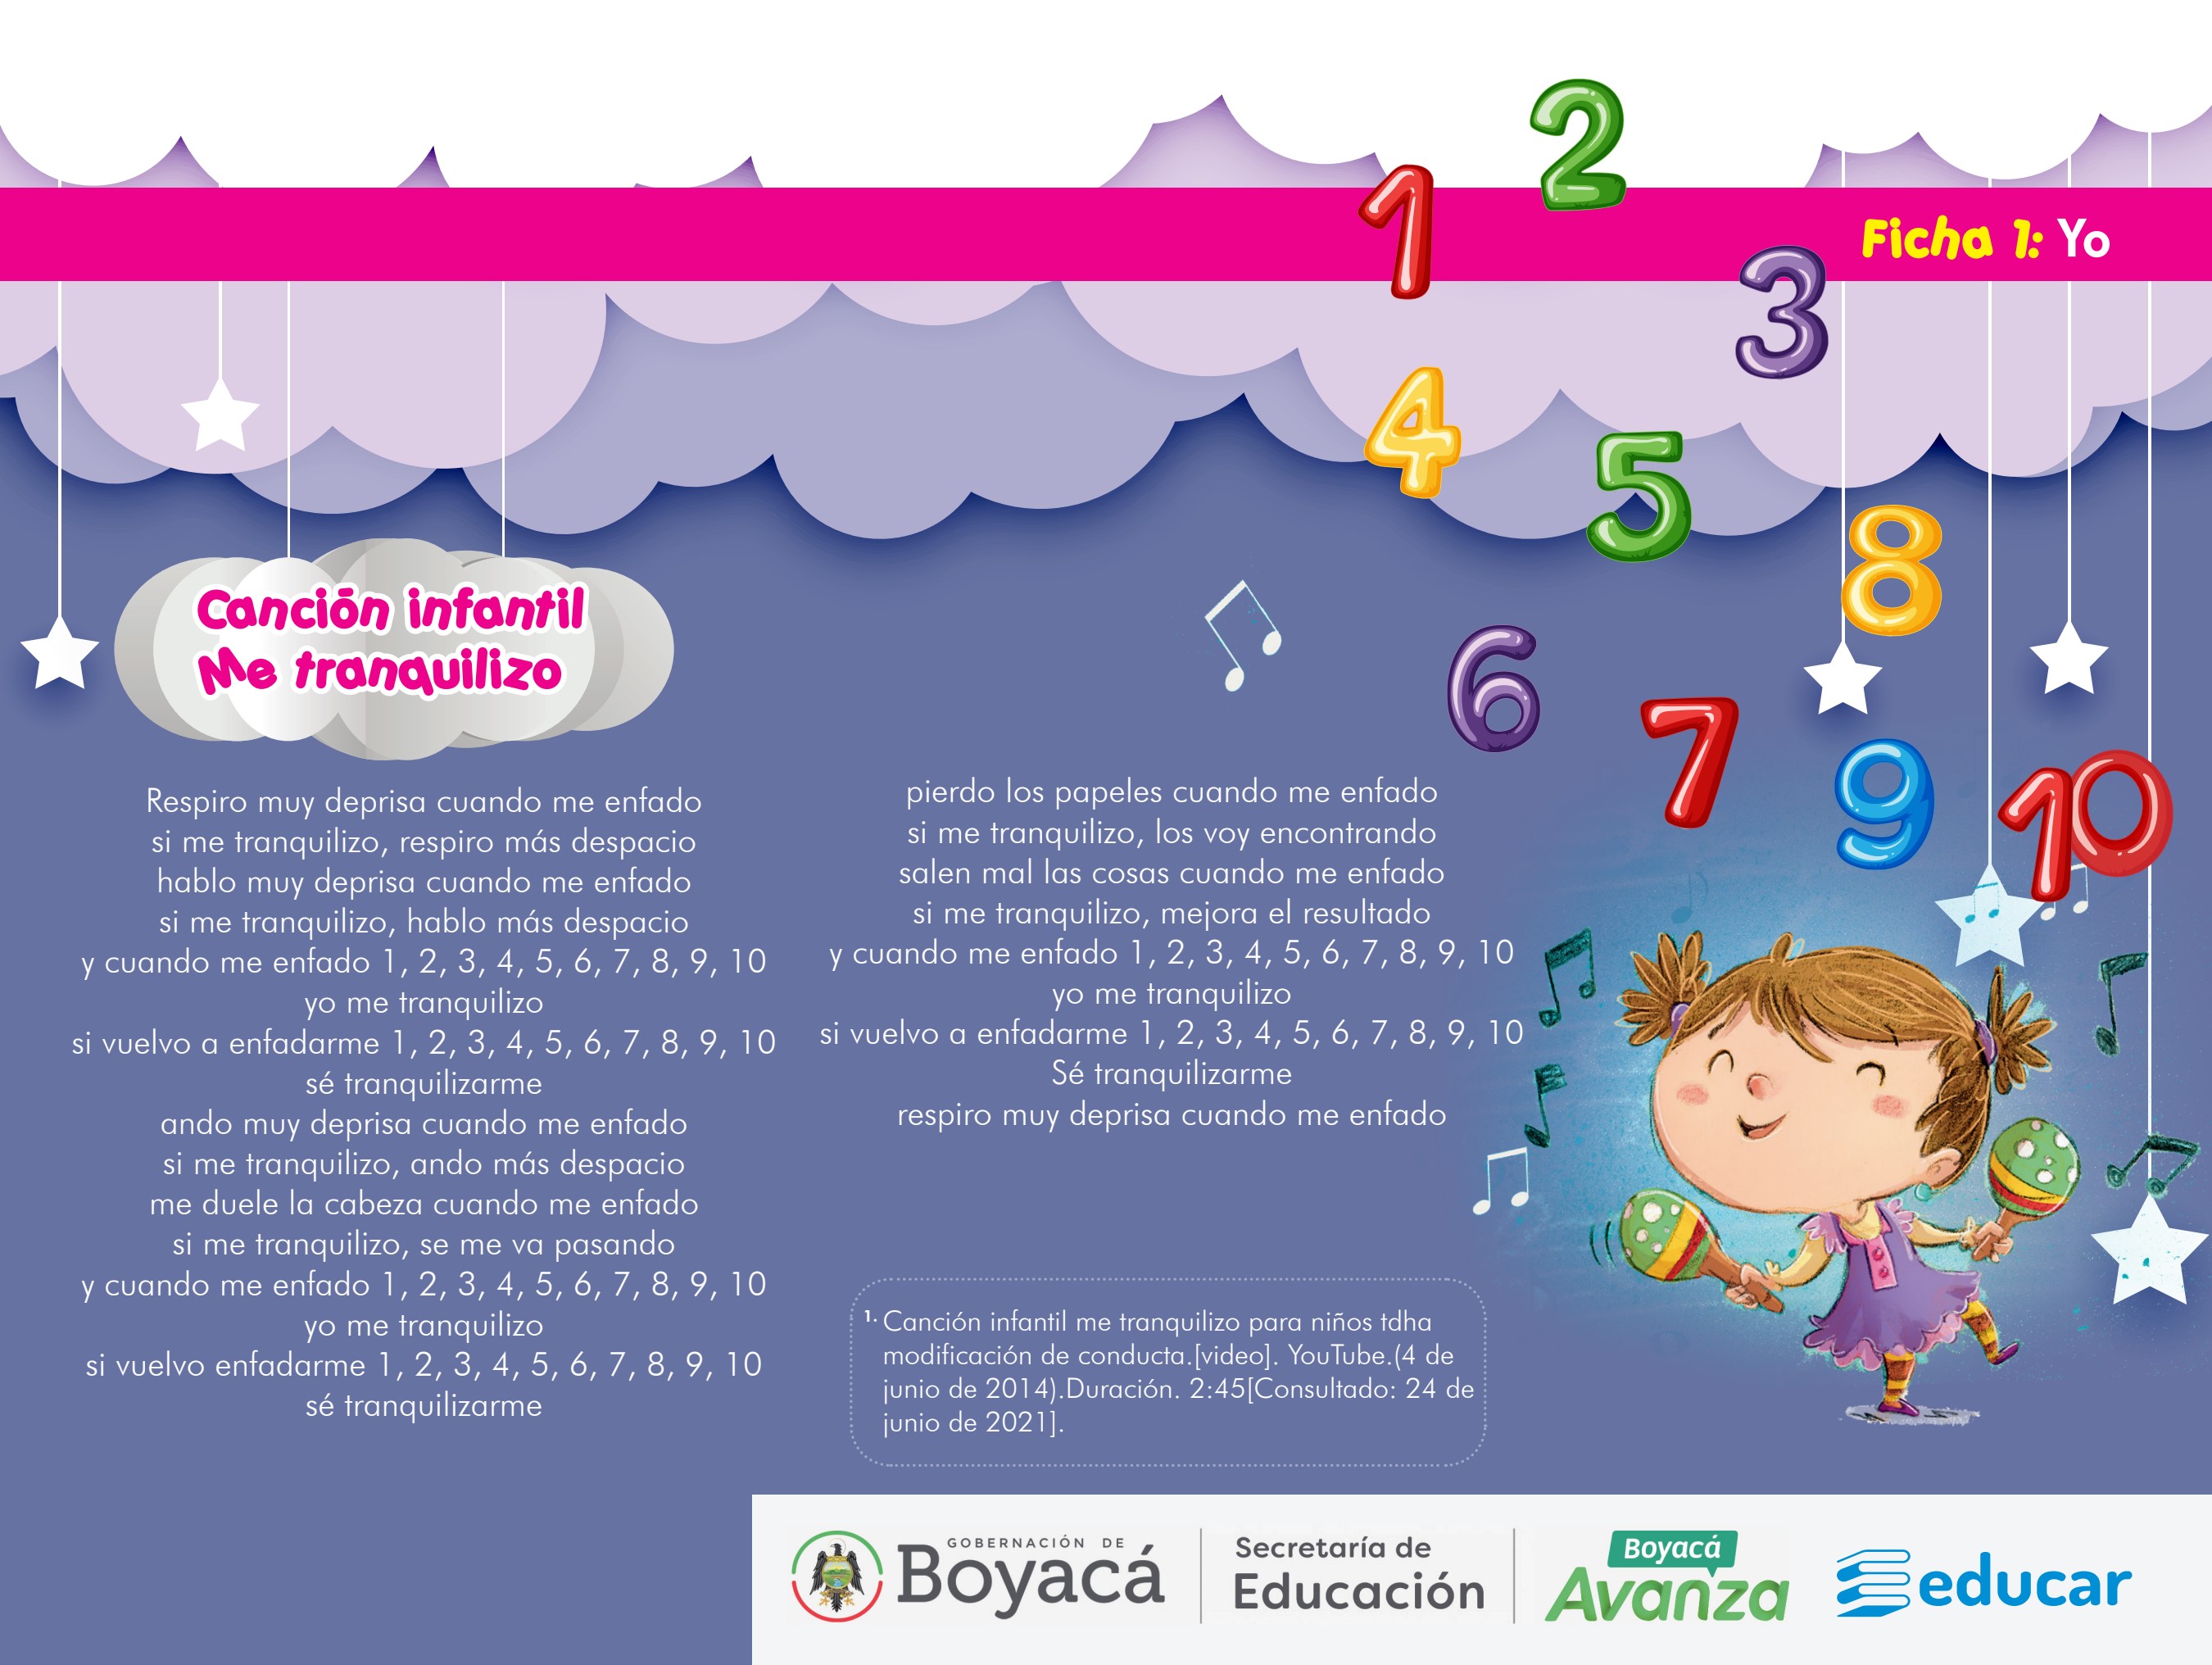 1
2
Ficha 1: Yo
3
4
5
8
6
7
9
10
Canción infantil
Me tranquilizo
Respiro muy deprisa cuando me enfado
si me tranquilizo, respiro más despacio
hablo muy deprisa cuando me enfado
si me tranquilizo, hablo más despacio
y cuando me enfado 1, 2, 3, 4, 5, 6, 7, 8, 9, 10
yo me tranquilizo
si vuelvo a enfadarme 1, 2, 3, 4, 5, 6, 7, 8, 9, 10
sé tranquilizarme
ando muy deprisa cuando me enfado
si me tranquilizo, ando más despacio
me duele la cabeza cuando me enfado
si me tranquilizo, se me va pasando
y cuando me enfado 1, 2, 3, 4, 5, 6, 7, 8, 9, 10
yo me tranquilizo
si vuelvo enfadarme 1, 2, 3, 4, 5, 6, 7, 8, 9, 10
sé tranquilizarme
pierdo los papeles cuando me enfado
si me tranquilizo, los voy encontrando
salen mal las cosas cuando me enfado
si me tranquilizo, mejora el resultado
y cuando me enfado 1, 2, 3, 4, 5, 6, 7, 8, 9, 10
yo me tranquilizo
si vuelvo a enfadarme 1, 2, 3, 4, 5, 6, 7, 8, 9, 10
Sé tranquilizarme
respiro muy deprisa cuando me enfado
1. Canción infantil me tranquilizo para niños tdha
modificación de conducta.[video]. YouTube.(4 de
junio de 2014).Duración. 2:45[Consultado: 24 de
junio de 2021].
GOBERNACIÓN DE
Boyacá
Secretaría de
Educación
Boyacá
Avanza
educar